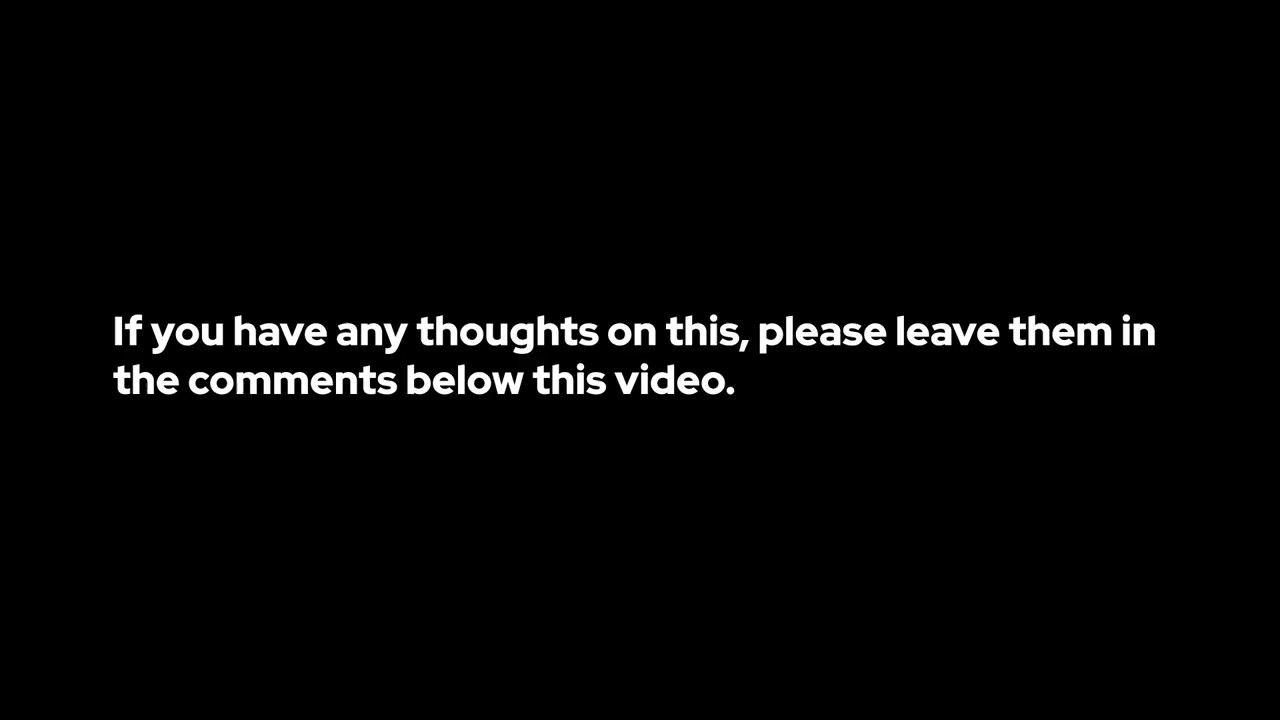 If you have any thoughts on this, please leave them in
the comments below this video.